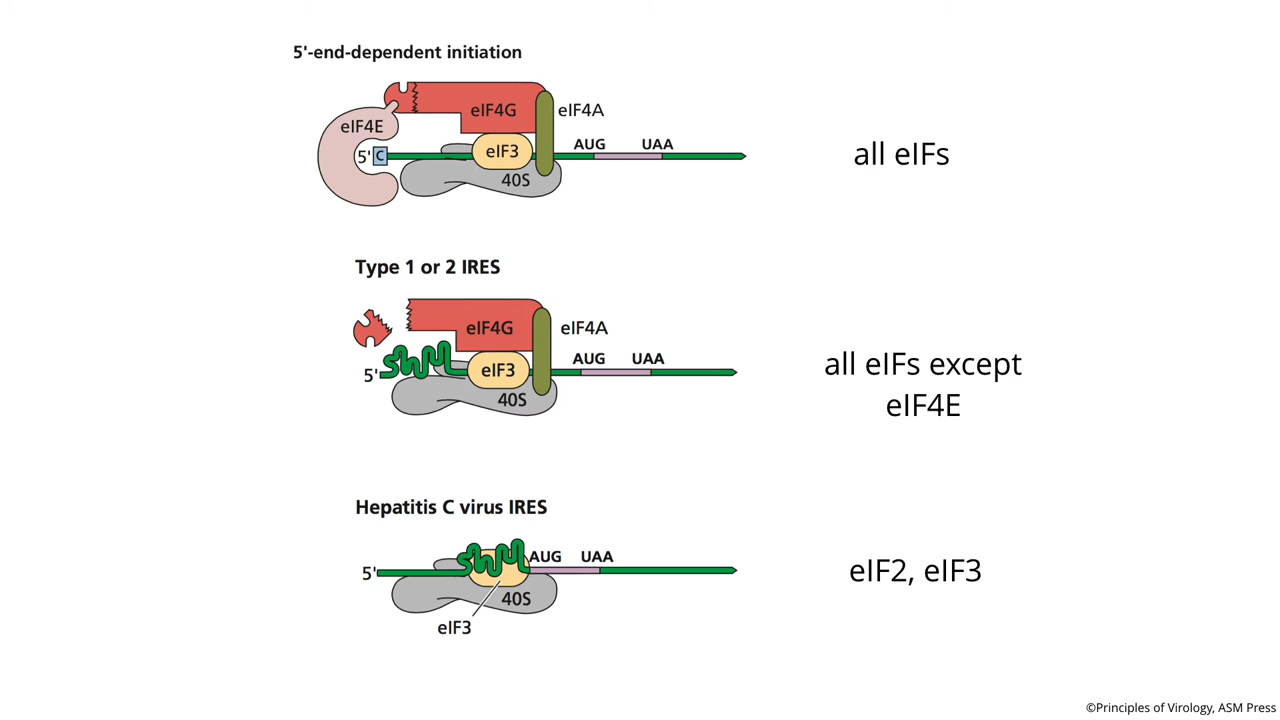 5'-end-dependent initiation
eIF4G
eIF4A
eIF4E
5' C
eIF3
AUG
UAA
40S
all eIFs
Type 1 or 2 IRES
eIF4G
eIF4A
5'
eIF3
AUG
UAA
40S
all eIFs except
eIF4E
Hepatitis C virus IRES
AUG
UAA
5'
40S
eIF3
eIF2, eIF3
©Principles of Virology, ASM Press